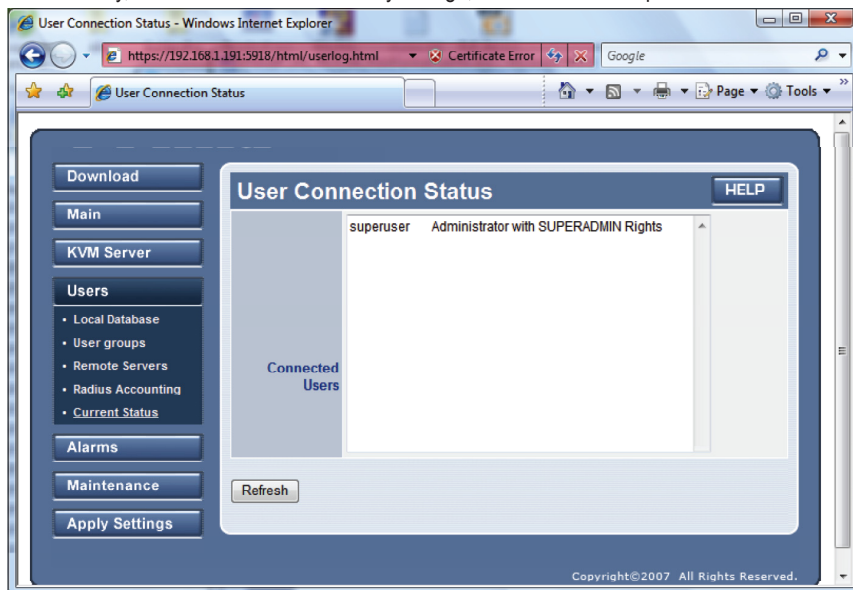 User Connection Status - Windows Internet Explorer
https://192.168.1.191:5918/html/userlog.html
Certificate Error
Google
User Connection Status
Page
Tools
Download
Main
KVM Server
Users
• Local Database
• User groups
• Remote Servers
• Radius Accounting
• Current Status
Alarms
Maintenance
Apply Settings
User Connection Status
HELP
superuser Administrator with SUPERADMIN Rights
Connected
Users
Refresh
Copyright©2007 All Rights Reserved.